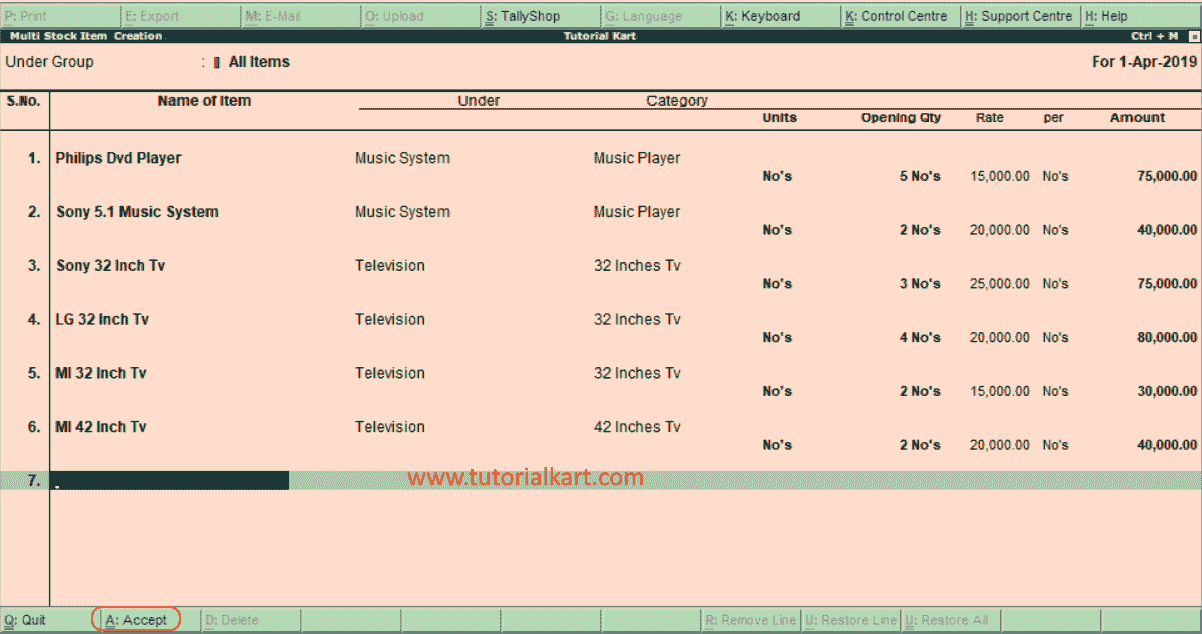 P: Print E: Export M: E-Mail O: Upload S: TallyShop G: Language K: Keyboard K: Control Centre H: Support Centre H: Help
Multi Stock Item Creation Tutorial Kart Ctrl + M
Under Group : All Items For 1-Apr-2019
S.No. Name of Item Under Category
Units Opening Qty Rate per Amount
1. Philips Dvd Player Music System Music Player
No's 5 No's 15,000.00 No's 75,000.00
2. Sony 5.1 Music System Music System Music Player
No's 2 No's 20,000.00 No's 40,000.00
3. Sony 32 Inch Tv Television 32 Inches Tv
No's 3 No's 25,000.00 No's 75,000.00
4. LG 32 Inch Tv Television 32 Inches Tv
No's 4 No's 20,000.00 No's 80,000.00
5. MI 32 Inch Tv Television 32 Inches Tv
No's 2 No's 15,000.00 No's 30,000.00
6. MI 42 Inch Tv Television 42 Inches Tv
No's 2 No's 20,000.00 No's 40,000.00
7. www.tutorialkart.com
Q: Quit A: Accept D: Delete R: Remove Line U: Restore Line U: Restore All